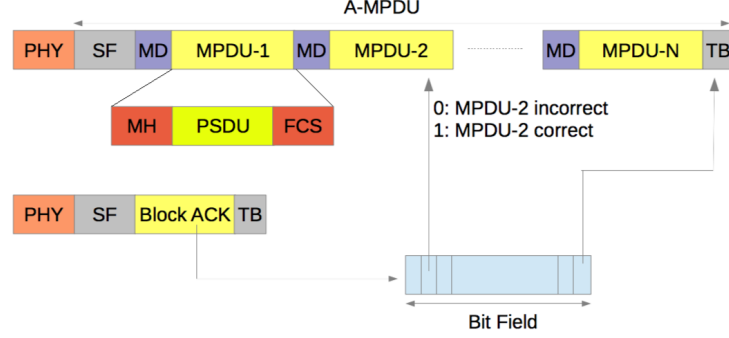 A-MPDU
PHY SF MD MPDU-1 MD MPDU-2 MD MPDU-N TB
0: MPDU-2 incorrect
1: MPDU-2 correct
MH PSDU FCS
PHY SF Block ACK TB
Bit Field